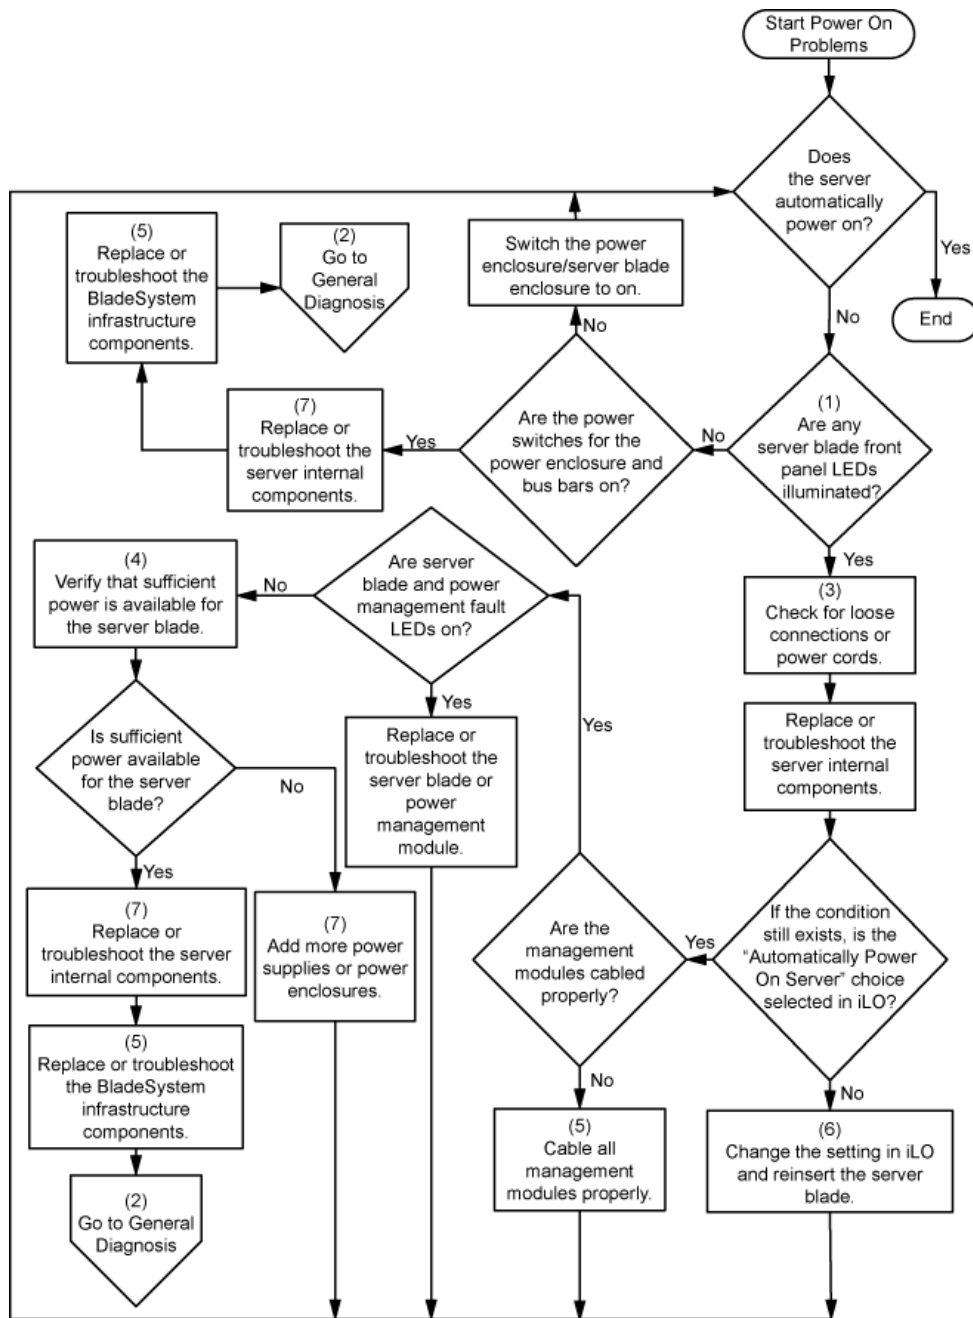 Start Power On
Problems
Does
the server
automatically
power on?
Yes
End
No
(1)
Are any
server blade front
panel LEDs
illuminated?
No
Are the power
switches for the
power enclosure and
bus bars on?
No
Switch the power
enclosure/server blade
enclosure to on.
Yes
(7)
Replace or
troubleshoot the
server internal
components.
(5)
Replace or
troubleshoot the
BladeSystem
infrastructure
components.
(2)
Go to
General
Diagnosis
Yes
(3)
Check for loose
connections or
power cords.
Replace or
troubleshoot the
server internal
components.
If the condition
still exists, is the
“Automatically Power
On Server” choice
selected in iLO?
No
(6)
Change the setting in iLO
and reinsert the server
blade.
Yes
Are the
management
modules cabled
properly?
No
(5)
Cable all
management
modules properly.
Yes
Are server
blade and power
management fault
LEDs on?
Yes
Replace or
troubleshoot the
server blade or
power
management
module.
No
(4)
Verify that sufficient
power is available for
the server blade.
Is sufficient
power available
for the server
blade?
No
(7)
Add more power
supplies or power
enclosures.
Yes
(7)
Replace or
troubleshoot the server
internal components.
(5)
Replace or troubleshoot
the BladeSystem
infrastructure
components.
(2)
Go to General
Diagnosis